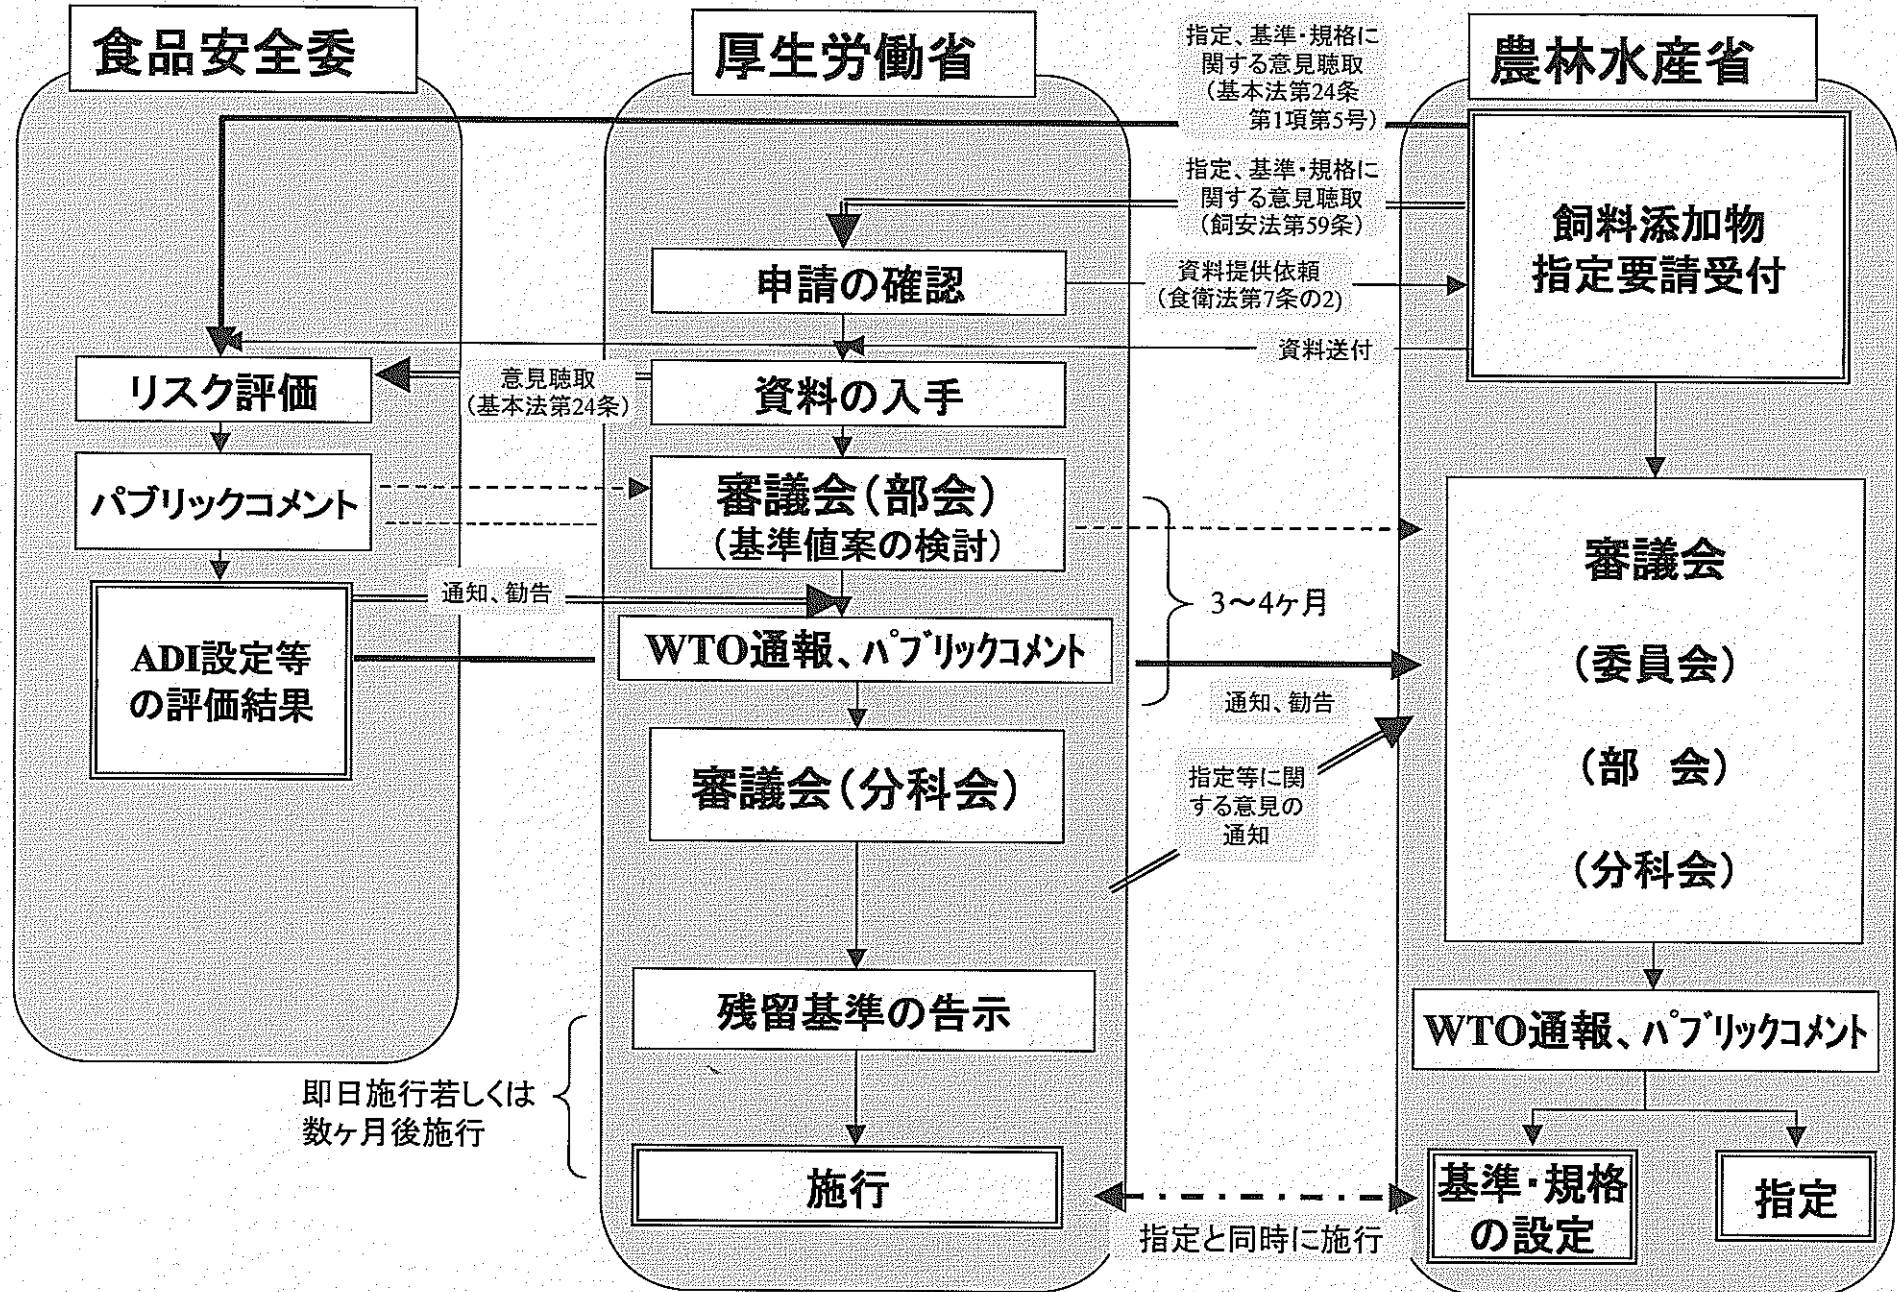 食品安全委
厚生労働省
農林水産省
指定、基準・規格に
関する意見聴取
（基本法第24条
第1項第5号）
指定、基準・規格に
関する意見聴取
（飼安法第59条）
飼料添加物
指定要請受付
申請の確認
資料提供依頼
（食衛法第7条の2)
資料送付
リスク評価
意見聴取
（基本法第24条）
資料の入手
パブリックコメント
審議会（部会）
（基準値案の検討）
審議会
（委員会）
（部　会）
（分科会）
3～4ヶ月
通知、勧告
ADI設定等
の評価結果
WTO通報、パブリックコメント
通知、勧告
審議会（分科会）
指定等に関
する意見の
通知
残留基準の告示
WTO通報、パブリックコメント
即日施行若しくは
数ヶ月後施行
施行
基準・規格
の設定
指定
指定と同時に施行